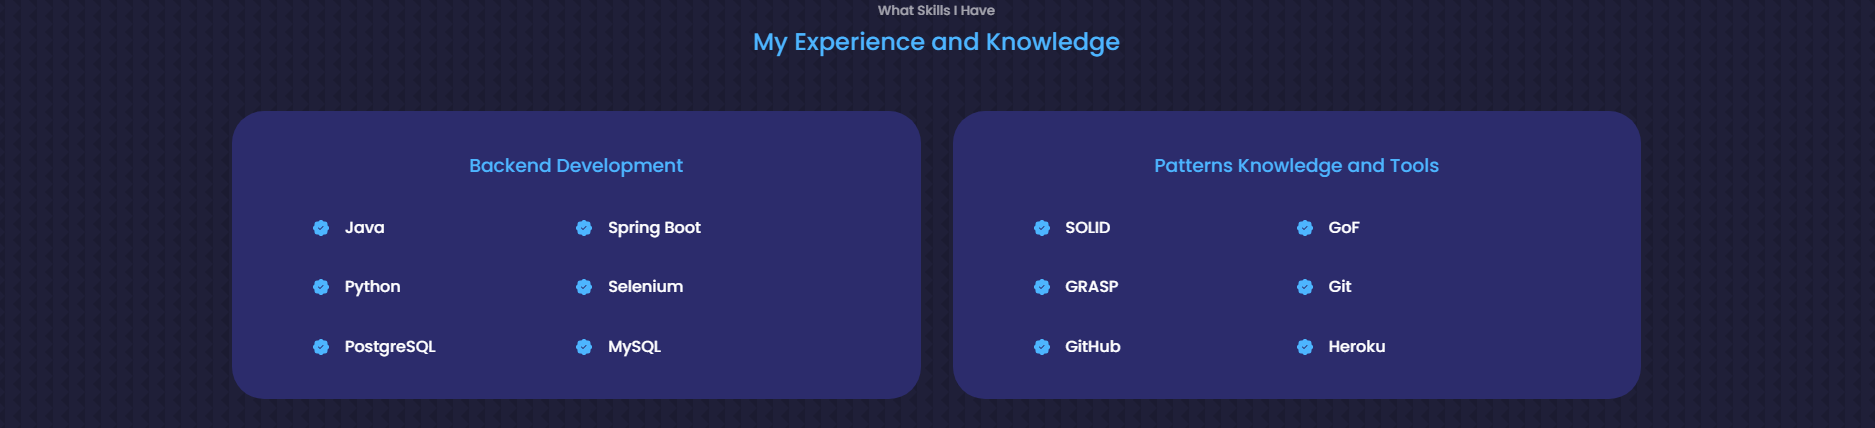 What Skills I Have
My Experience and Knowledge
Backend Development
Java
Spring Boot
Python
Selenium
PostgreSQL
MySQL
Patterns Knowledge and Tools
SOLID
GoF
GRASP
Git
GitHub
Heroku